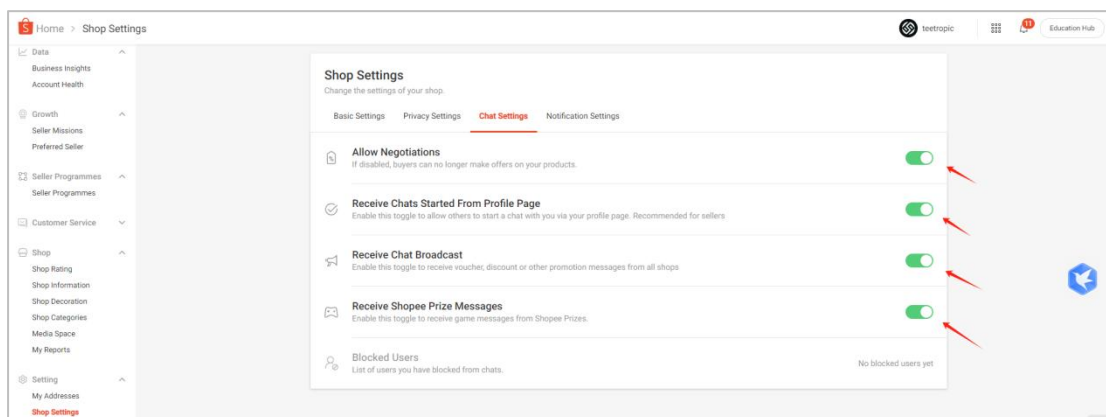 Home > Shop Settings
teetropic
11
Education Hub
Data
Business Insights
Account Health
Growth
Seller Missions
Preferred Seller
Seller Programmes
Seller Programmes
Customer Service
Shop
Shop Rating
Shop Information
Shop Decoration
Shop Categories
Media Space
My Reports
Setting
My Addresses
Shop Settings
Shop Settings
Change the settings of your shop.
Basic Settings Privacy Settings Chat Settings Notification Settings
Allow Negotiations
If disabled, buyers can no longer make offers on your products.
Receive Chats Started From Profile Page
Enable this toggle to allow others to start a chat with you via your profile page. Recommended for sellers
Receive Chat Broadcast
Enable this toggle to receive voucher, discount or other promotion messages from all shops
Receive Shopee Prize Messages
Enable this toggle to receive game messages from Shopee Prizes.
Blocked Users
List of users you have blocked from chats.
No blocked users yet